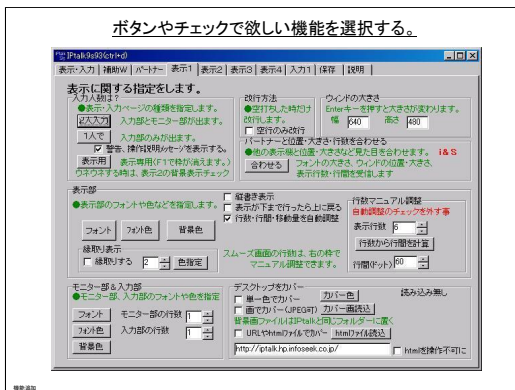 ボタンやチェックで欲しい機能を選択する。
IPtalk9s93(ctrl+d)
表示・入力 補助W パートナー 表示1 表示2 表示3 表示4 入力1 保存 説明
表示に関する指定をします。
入力人数は?
●表示・入力ページの種類を指定します。
2人入力 入力部とモニター部が出ます。
1人で 入力部のみが出ます。
警告、操作説明メッセージを表示する。
表示用 表示専用(F1で枠が消えます。)
ウネウネする時は、表示2の背景表示チェック
改行方法
●空打ちした時だけ改行します。
空行のみ改行
ウィンドの大きさ
Enterキーを押すと大きさが変わります。
幅 640 高さ 480
パートナーと位置・大きさ・行数を合わせる
●他の表示機と位置・大きさなど見た目を合わせます。 i&S
合わせる フォントの大きさ、ウィンドの位置・大きさ、
表示行数・行間を受信します
表示部
●表示部のフォントや色などを指定します。
フォント フォント色 背景色
縁取り表示
縁取りする 2 色指定
縦書き表示
表示が下まで行ったら上に戻る
行数・行間・移動量を自動調整
スムーズ画面の行数は、右の枠で
マニュアル調整できます。
行数マニュアル調整
自動調整のチェックを外す事
表示行数 6
行数から行間を計算
行間(ドット) 60
モニター部&入力部
●モニター部、入力部のフォントや色を指定
フォント モニター部の行数 1
フォント色 入力部の行数 1
背景色
デスクトップをカバー
単一色でカバー カバー色 読み込み無し
画でカバー(JPEG可) カバー画読込
背景画ファイルはIPtalkと同じフォルダーに置く
URLやhtmlファイルでカバー htmlファイル読込
http://iptalk.hp.infoseek.co.jp/ htmlを操作不可に
機能追加